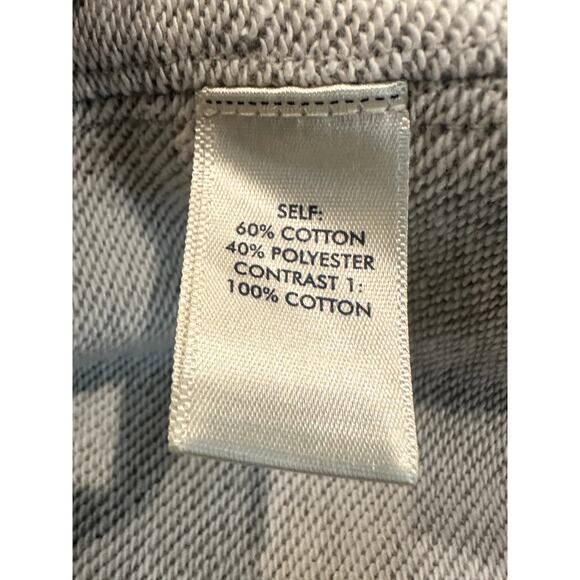 SELF:
60% COTTON
40% POLYESTER
CONTRAST 1:
100% COTTON